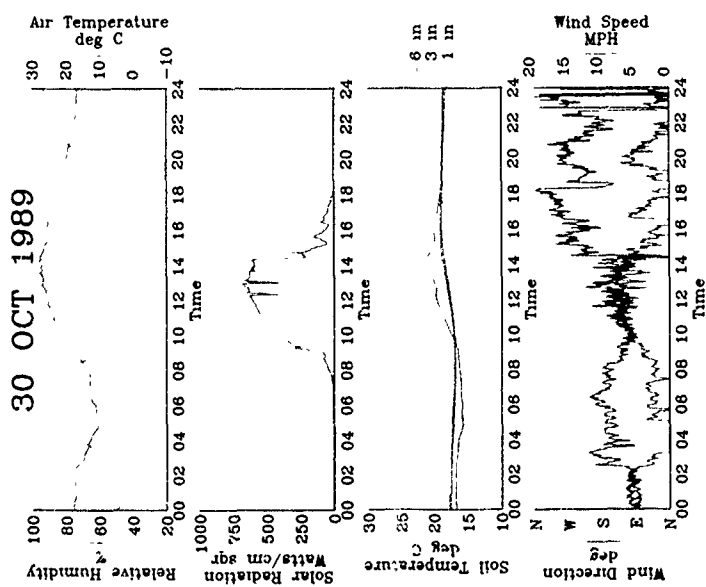 30 OCT 1989
Relative Humidity
%
100
80
60
40
20
Air Temperature
deg C
30
20
10
0
-10
00 02 04 06 08 10 12 14 16 18 20 22 24
Time
Solar Radiation
Watts/cm sqr
1000
750
500
250
0
00 02 04 06 08 10 12 14 16 18 20 22 24
Time
Soil Temperature
deg C
30
20
10
6 in
3 in
1 in
00 02 04 06 08 10 12 14 16 18 20 22 24
Time
Wind Direction
deg
N
W
S
E
N
Wind Speed
MPH
20
15
10
5
0
00 02 04 06 08 10 12 14 16 18 20 22 24